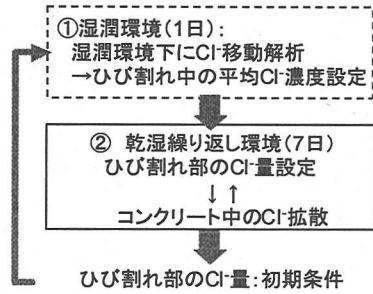 ①湿潤環境(1日):
湿潤環境下にCl⁻移動解析
→ひび割れ中の平均Cl⁻濃度設定
② 乾湿繰り返し環境(7日)
ひび割れ部のCl⁻量設定
↓↑
コンクリート中のCl⁻拡散
ひび割れ部のCl⁻量:初期条件